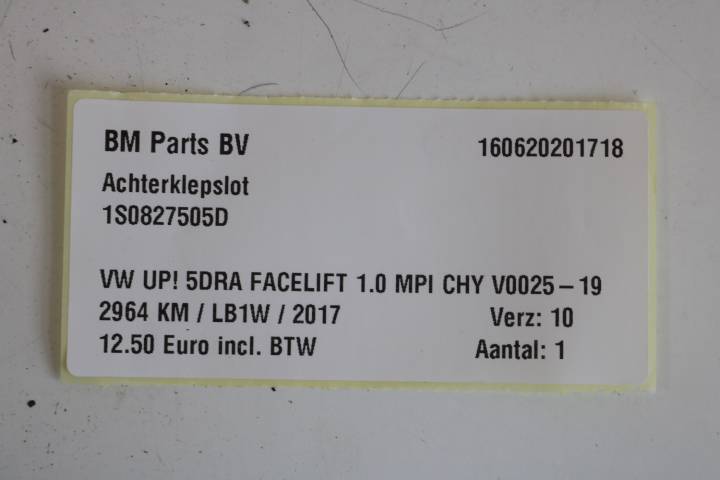 BM Parts BV 160620201718
Achterklepslot
1S0827505D
VW UP! 5DRA FACELIFT 1.0 MPI CHY V0025-19
2964 KM / LB1W / 2017 Verz: 10
12.50 Euro incl. BTW Aantal: 1